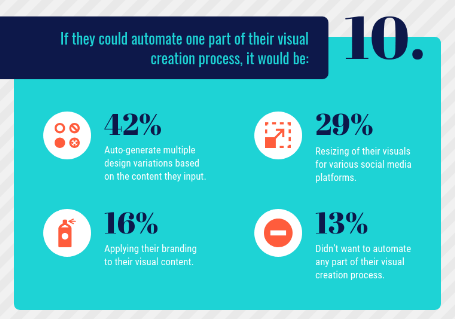 If they could automate one part of their visual
creation process, it would be:
10.
42%
Auto-generate multiple
design variations based
on the content they input.
29%
Resizing of their visuals
for various social media
platforms.
16%
Applying their branding
to their visual content.
13%
Didn't want to automate
any part of their visual
creation process.